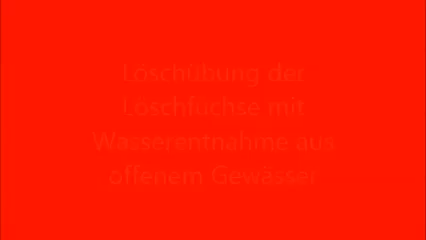 Löschübung der
Löschfüchse mit
Wasserentnahme aus
offenem Gewässer